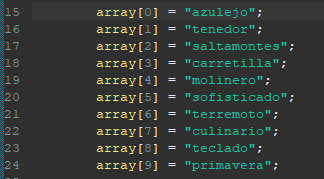 15 array[0] = "azulejo";
16 array[1] = "tenedor";
17 array[2] = "saltamontes";
18 array[3] = "carretilla";
19 array[4] = "molinero";
20 array[5] = "sofisticado";
21 array[6] = "terremoto";
22 array[7] = "culinario";
23 array[8] = "teclado";
24 array[9] = "primavera";